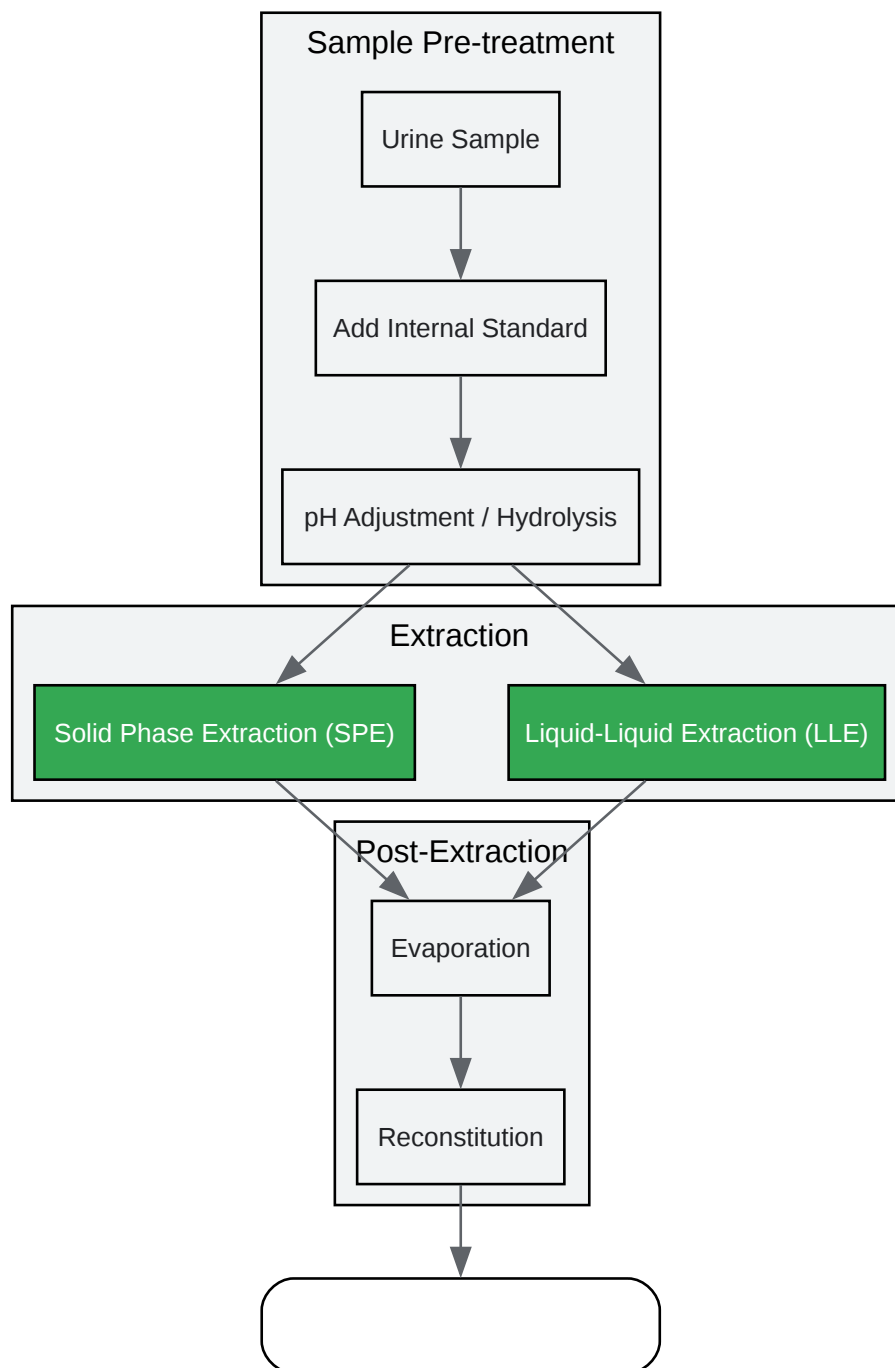 Sample Pre-treatment
Urine Sample
Add Internal Standard
pH Adjustment / Hydrolysis
Extraction
Solid Phase Extraction (SPE)
Liquid-Liquid Extraction (LLE)
Post-Extraction
Evaporation
Reconstitution